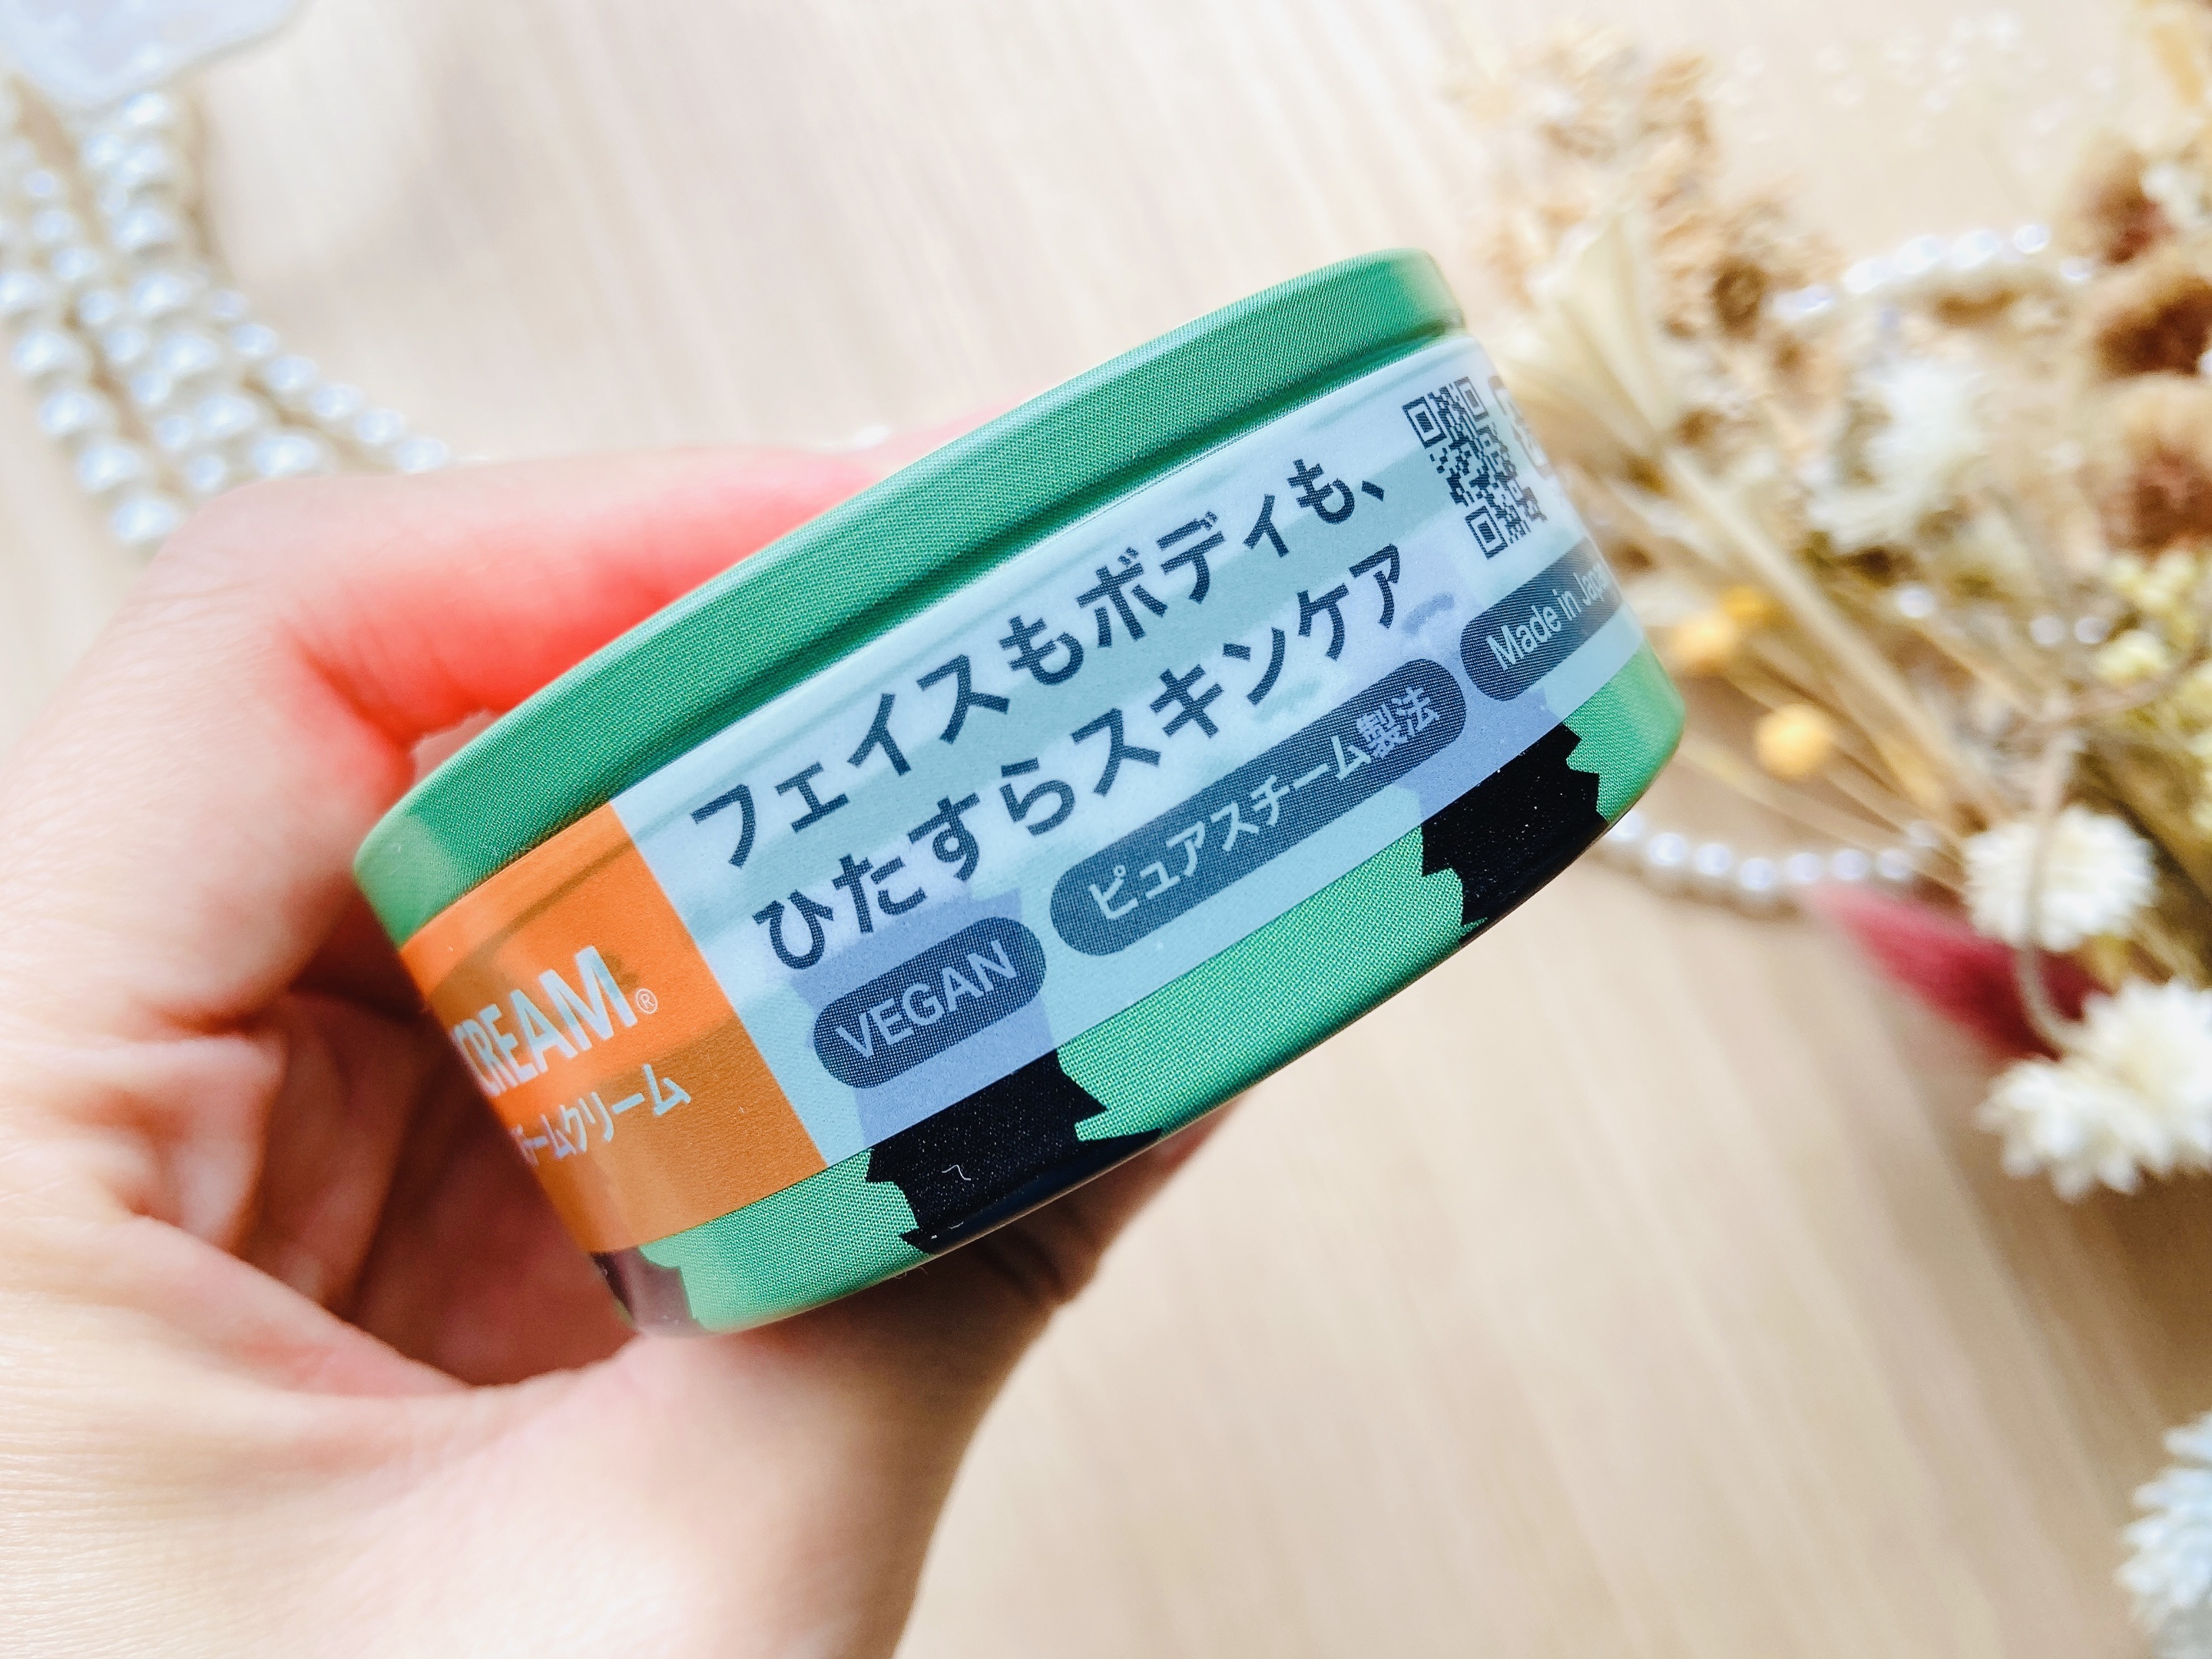 CREAM®
チームクリーム
フェイスもボディも、
ひたすらスキンケア
VEGAN
ピュアスチーム製法
Made in